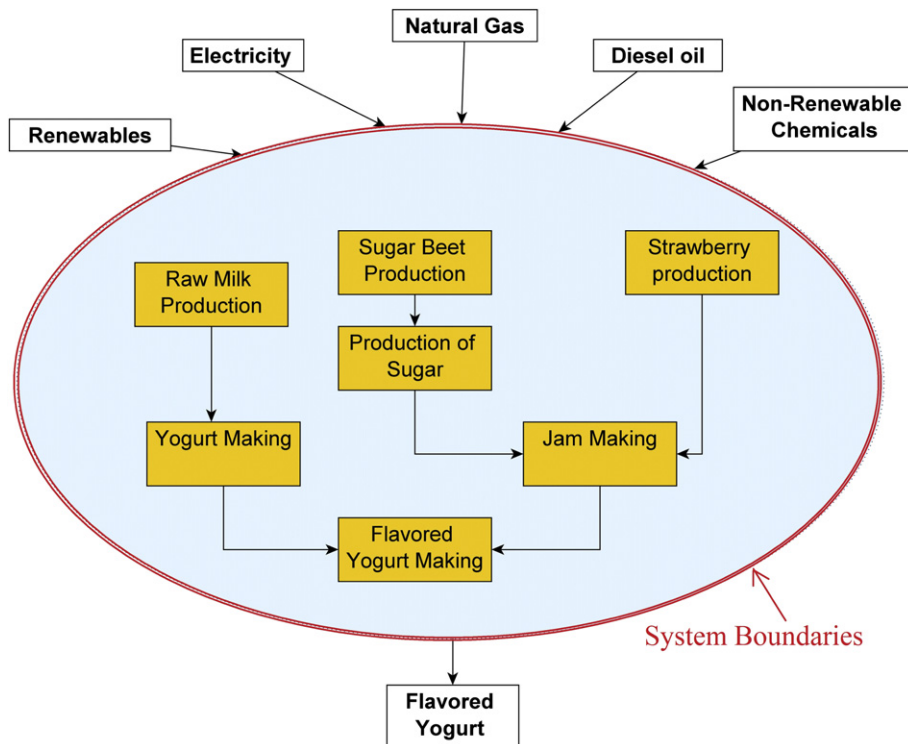 Natural Gas
Electricity
Diesel oil
Non-Renewable
Chemicals
Renewables
Sugar Beet
Production
Strawberry
production
Raw Milk
Production
Production of
Sugar
Yogurt Making
Jam Making
Flavored
Yogurt Making
System Boundaries
Flavored
Yogurt